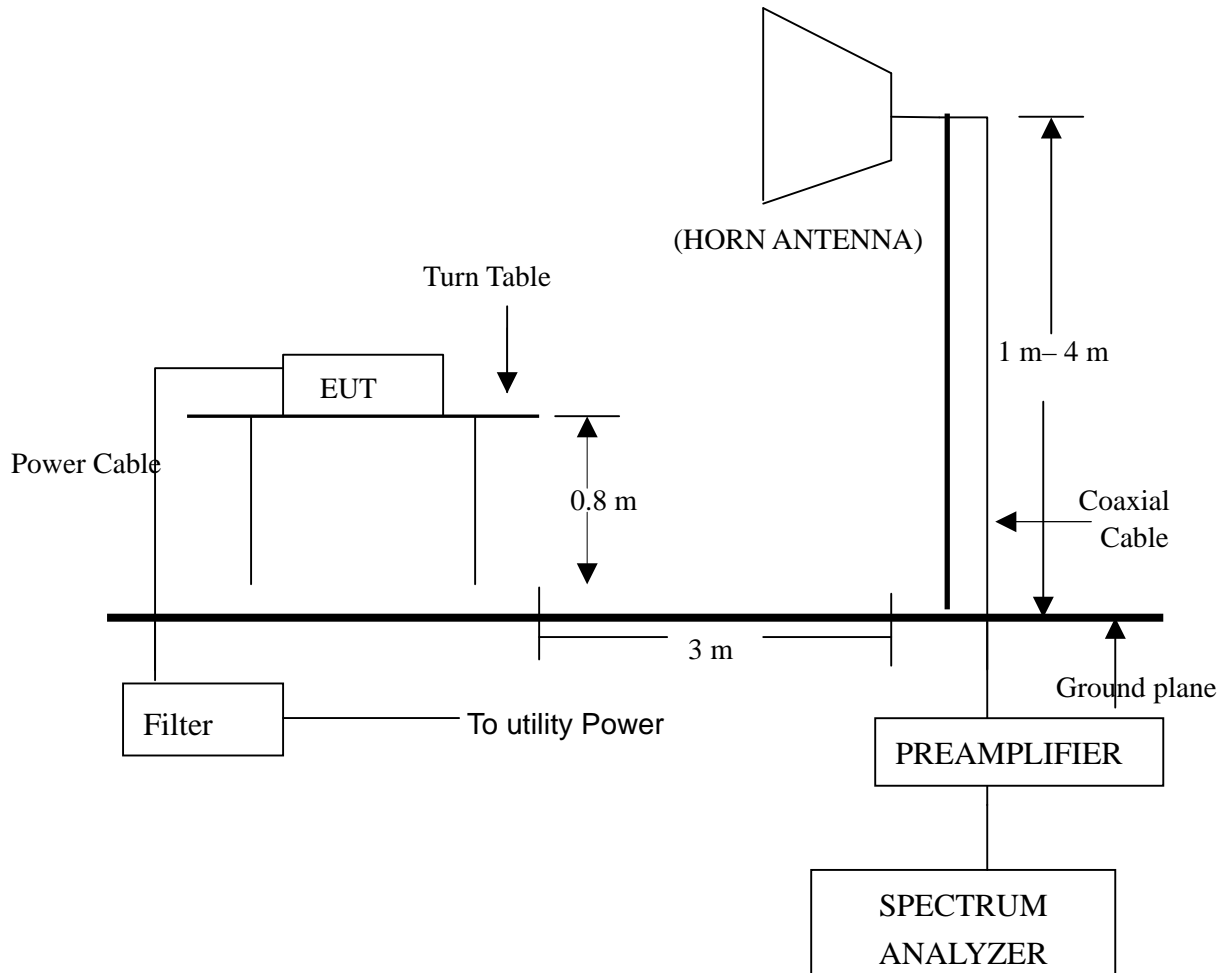 (HORN ANTENNA)
Turn Table
1 m– 4 m
EUT
Power Cable
0.8 m
Coaxial
Cable
3 m
Ground plane
Filter
To utility Power
PREAMPLIFIER
SPECTRUM
ANALYZER